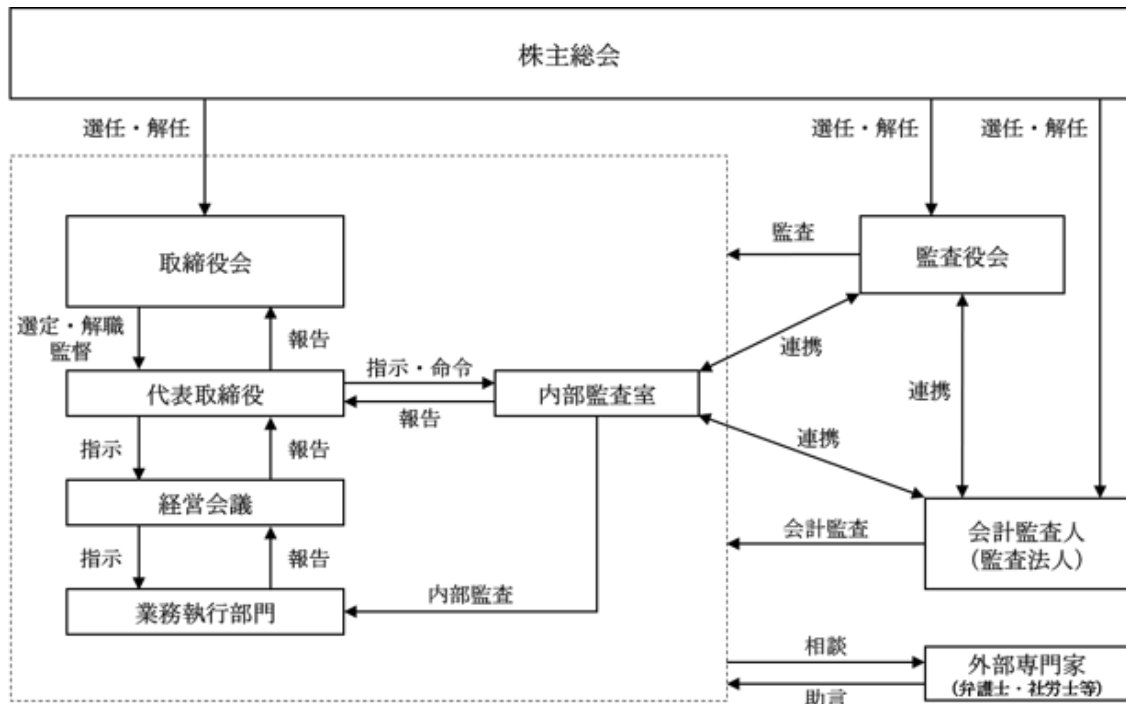 株主総会
選任・解任
選任・解任
選任・解任
取締役会
監査
監査役会
選定・解職
監督
報告
連携
指示・命令
代表取締役
内部監査室
報告
連携
連携
指示
報告
経営会議
会計監査
会計監査人
(監査法人)
指示
報告
内部監査
業務執行部門
相談
外部専門家
(弁護士・社労士等)
助言